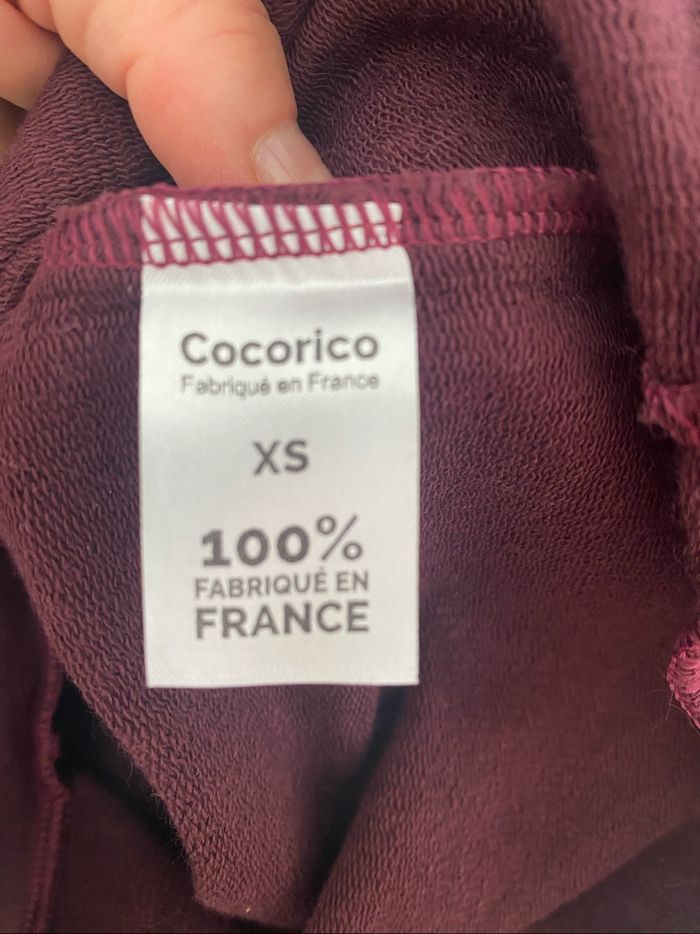 Cocorico
Fabriqué en France
XS
100%
FABRIQUÉ EN
FRANCE